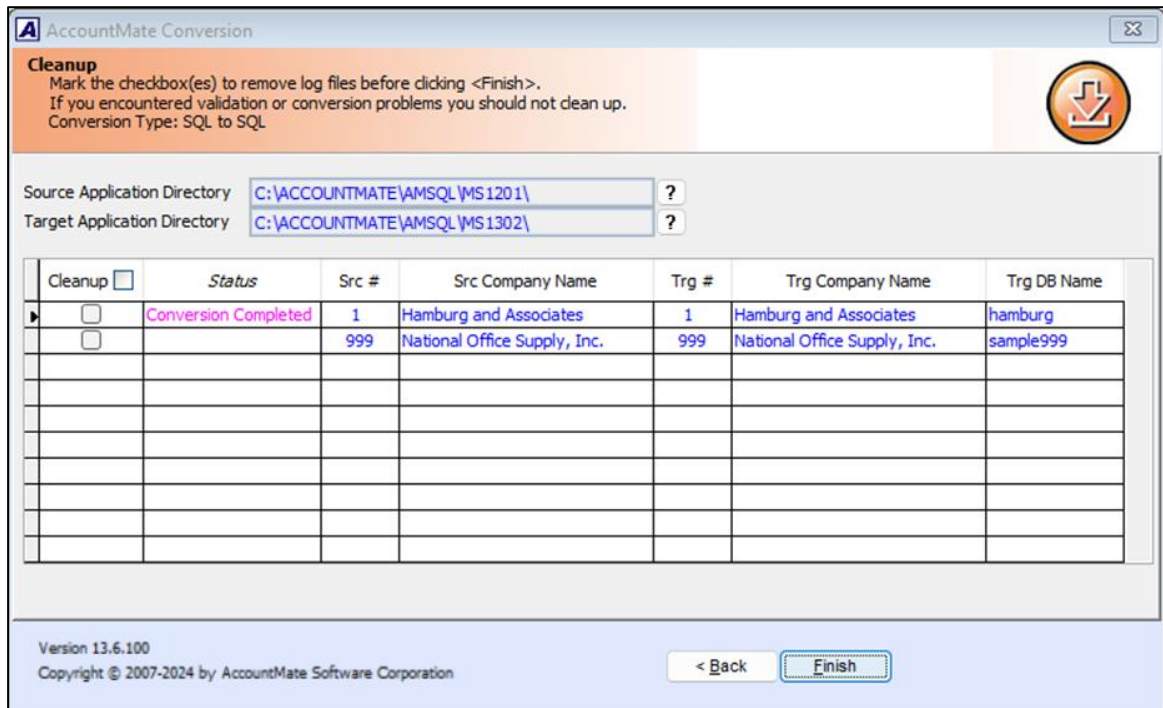 AccountMate Conversion
Cleanup
Mark the checkbox(es) to remove log files before clicking <Finish>.
If you encountered validation or conversion problems you should not clean up.
Conversion Type: SQL to SQL
Source Application Directory C:\ACCOUNTMATE\AMSQL\MS1201\ ?
Target Application Directory C:\ACCOUNTMATE\AMSQL\MS1302\ ?
Cleanup Status Src # Src Company Name Trg # Trg Company Name Trg DB Name
Conversion Completed 1 Hamburg and Associates 1 Hamburg and Associates hamburg
999 National Office Supply, Inc. 999 National Office Supply, Inc. sample999
Version 13.6.100
Copyright © 2007-2024 by AccountMate Software Corporation
< Back Finish